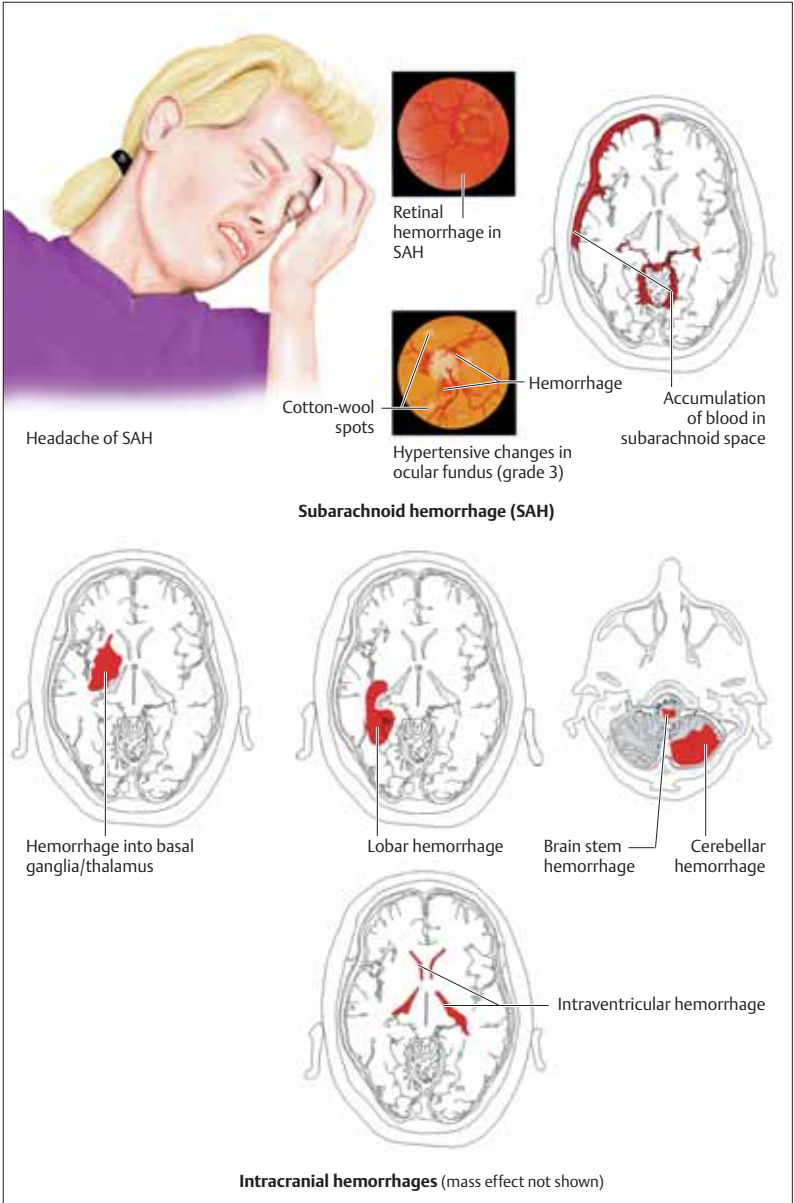 Retinal
hemorrhage in
SAH
Cotton-wool
spots
Hemorrhage
Accumulation
of blood in
subarachnoid space
Headache of SAH
Hypertensive changes in
ocular fundus (grade 3)
Subarachnoid hemorrhage (SAH)
Hemorrhage into basal
ganglia/thalamus
Lobar hemorrhage
Brain stem
hemorrhage
Cerebellar
hemorrhage
Intraventricular hemorrhage
Intracranial hemorrhages (mass effect not shown)